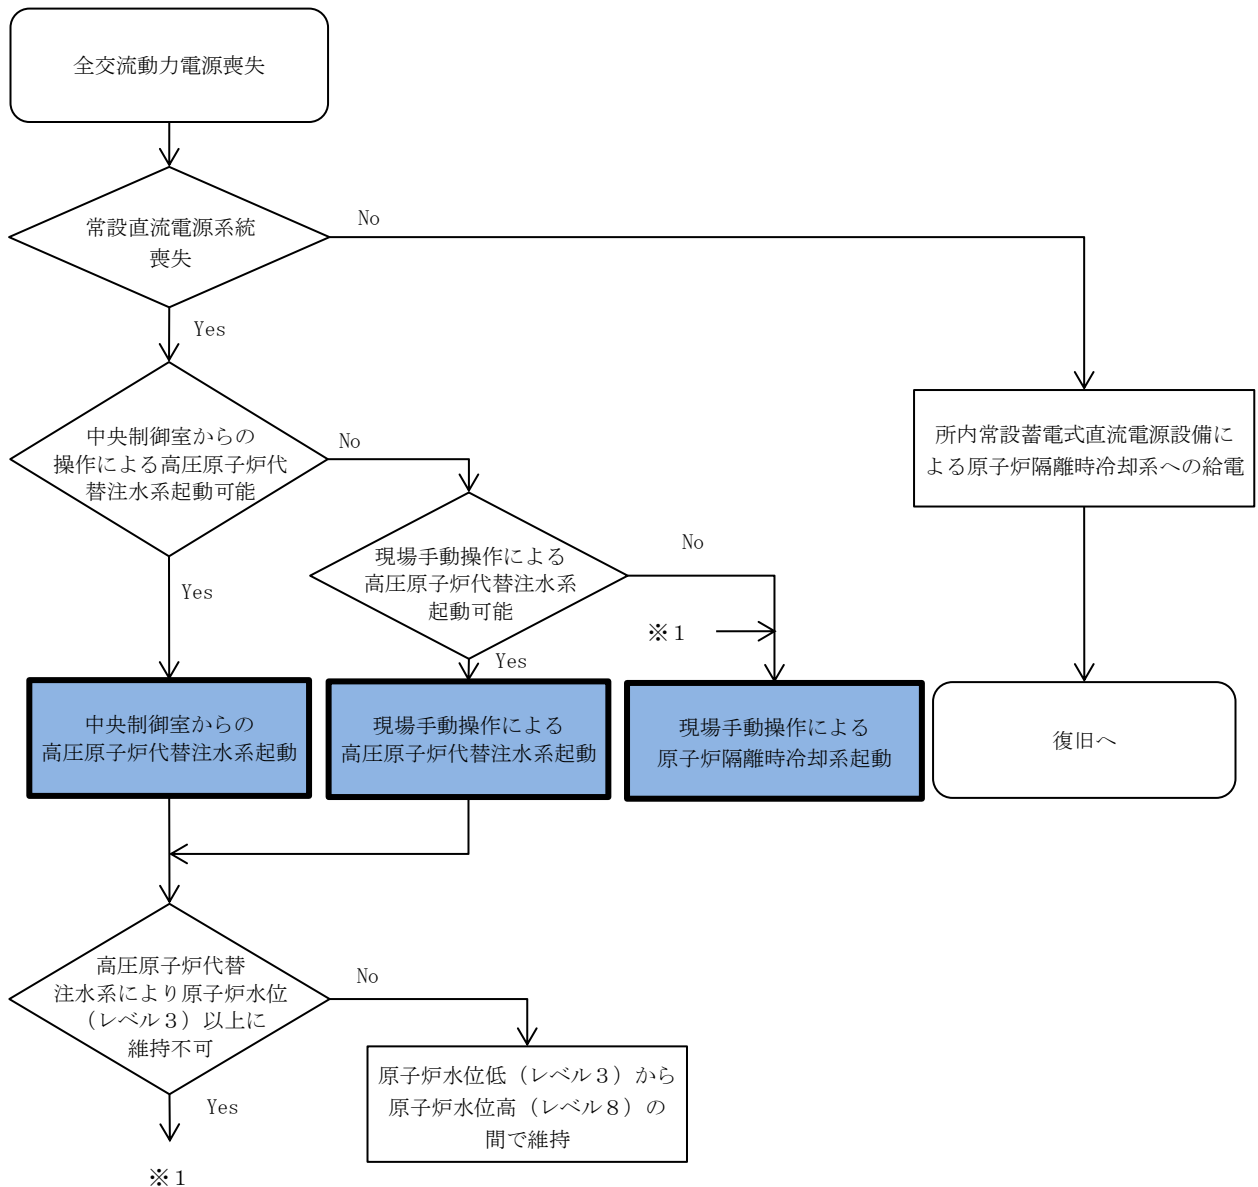 全交流動力電源喪失
常設直流電源系統
喪失
No
Yes
中央制御室からの
操作による高圧原子炉代
替注水系起動可能
No
所内常設蓄電式直流電源設備に
よる原子炉隔離時冷却系への給電
現場手動操作による
高圧原子炉代替注水系
起動可能
No
Yes
※１
Yes
中央制御室からの
高圧原子炉代替注水系起動
現場手動操作による
高圧原子炉代替注水系起動
現場手動操作による
原子炉隔離時冷却系起動
復旧へ
高圧原子炉代替
注水系により原子炉水位
（レベル３）以上に
維持不可
No
Yes
原子炉水位低（レベル３）から
原子炉水位高（レベル８）の
間で維持
※１